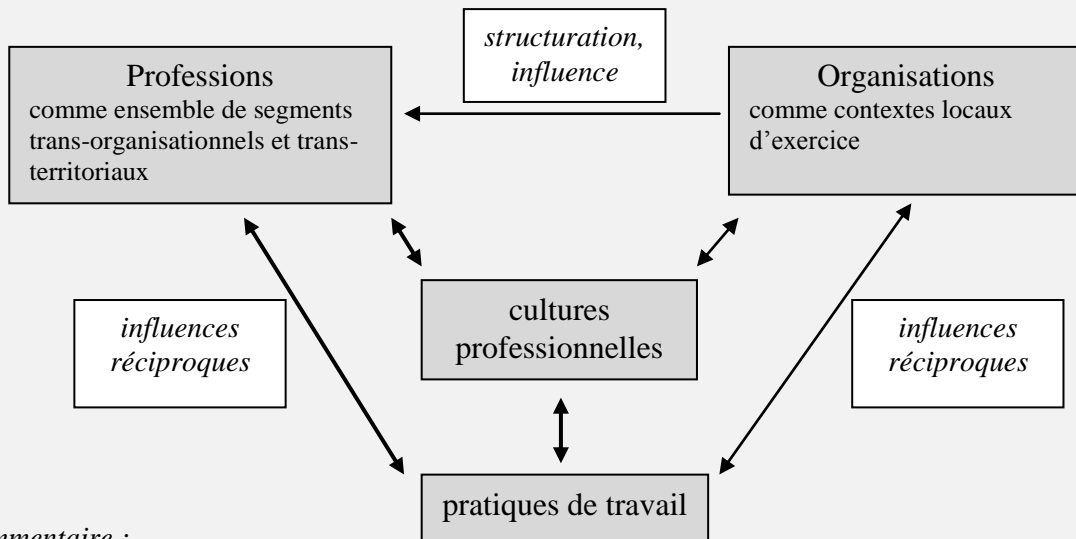 structuration,
influence
Professions
comme ensemble de segments
trans-organisationnels et trans-
territoriaux
Organisations
comme contextes locaux
d’exercice
cultures
professionnelles
influences
réciproques
influences
réciproques
pratiques de travail
mmentaire :